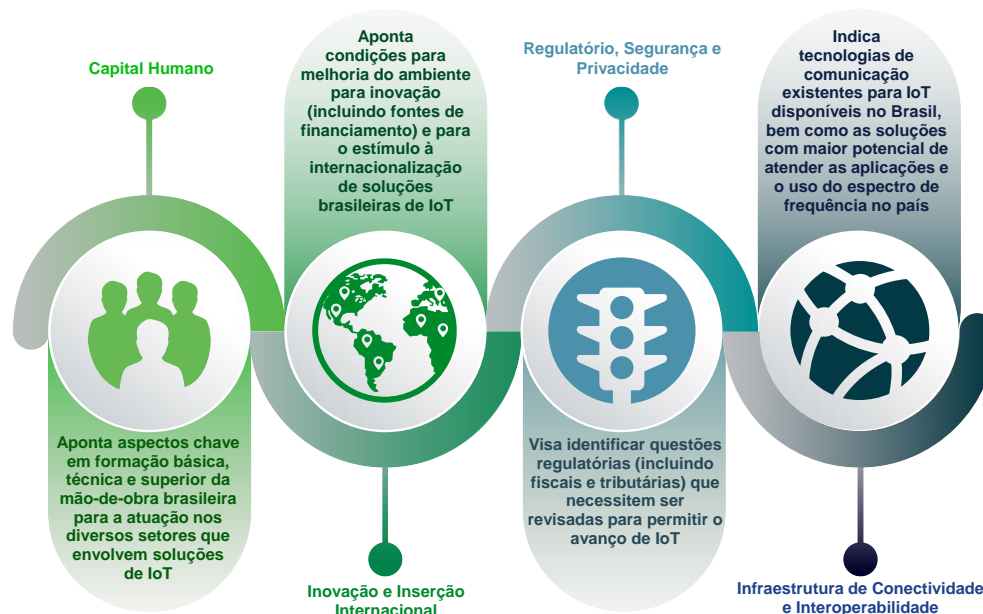 Capital Humano
Aponta aspectos chave
em formação básica,
técnica e superior da
mão-de-obra brasileira
para a atuação nos
diversos setores que
envolvem soluções
de IoT
Aponta
condições para
melhoria do ambiente
para inovação
(incluindo fontes de
financiamento) e para
o estímulo à
internacionalização
de soluções
brasileiras de IoT
Inovação e Inserção
Internacional
Regulatório, Segurança e
Privacidade
Visa identificar questões
regulatórias (incluindo
fiscais e tributárias) que
necessitem ser
revisadas para permitir o
avanço de IoT
Indica
tecnologias de
comunicação
existentes para IoT
disponíveis no Brasil,
bem como as soluções
com maior potencial de
atender as aplicações e
o uso do espectro de
frequência no país
Infraestrutura de Conectividade
e Interoperabilidade